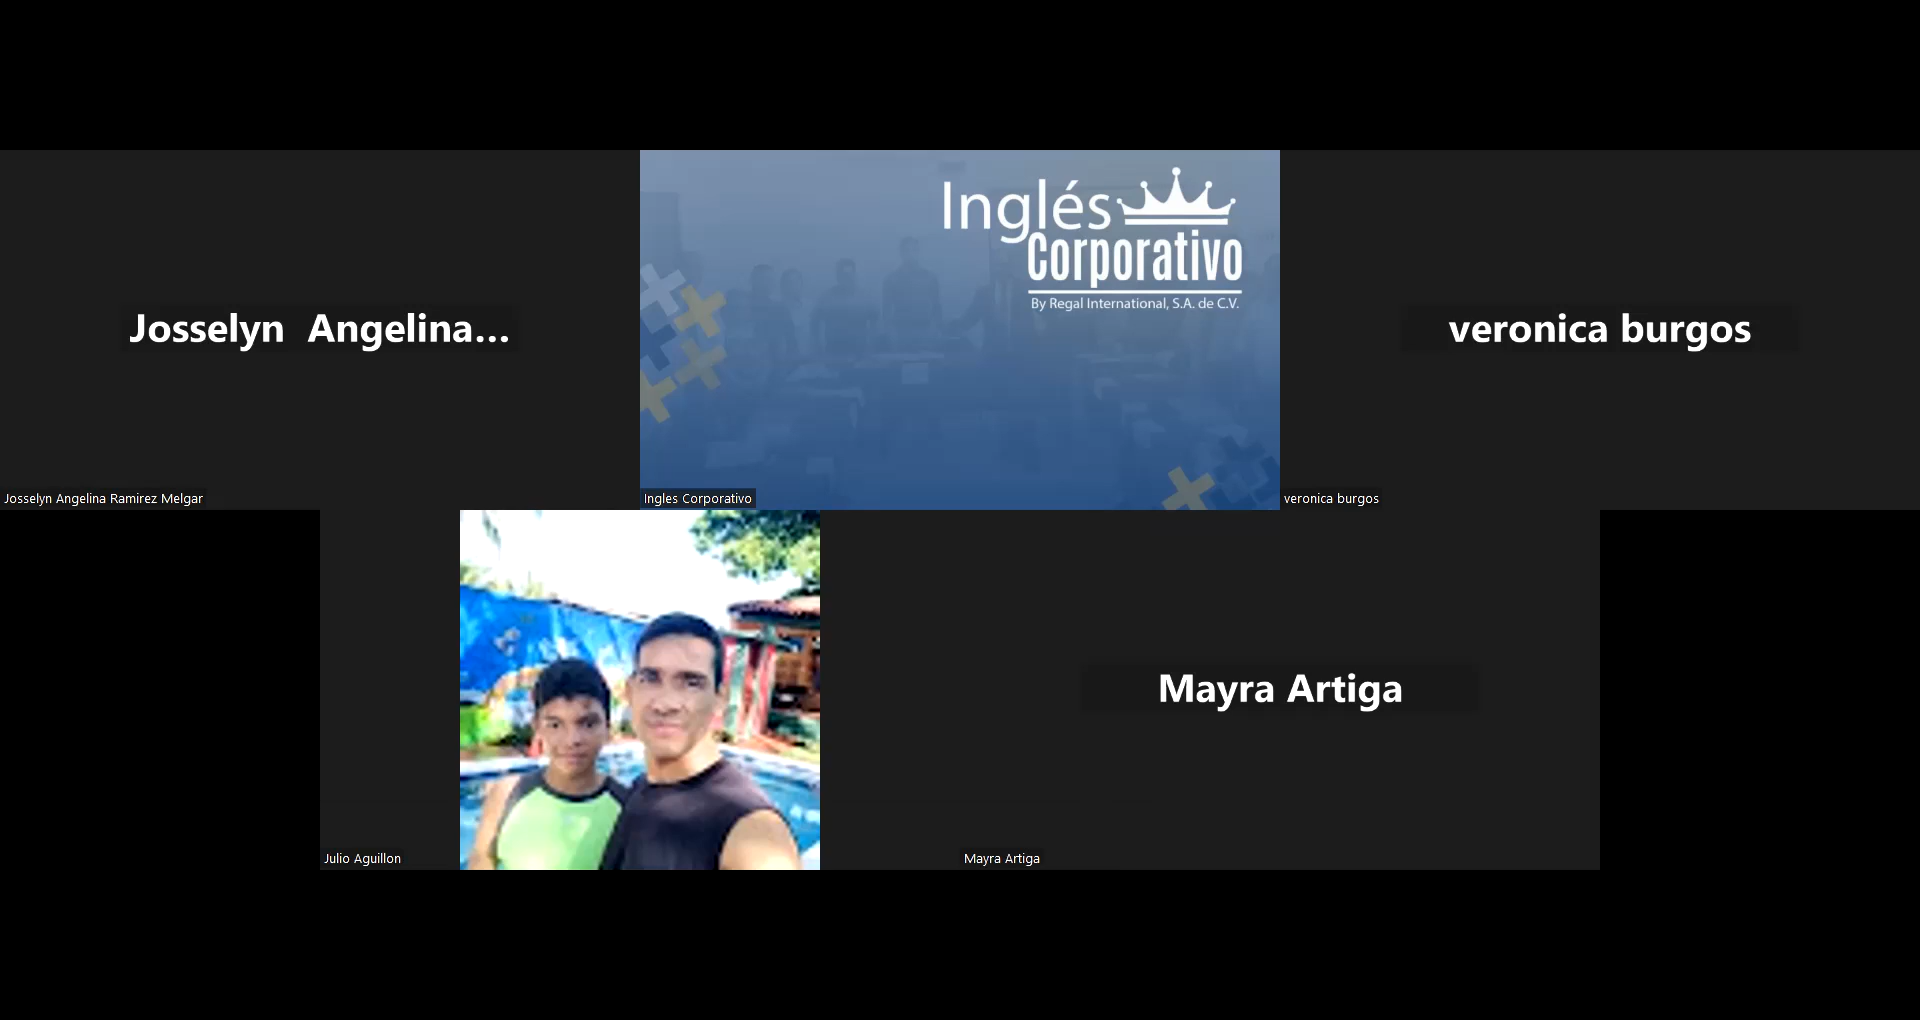 Josselyn  Angelina...
Josselyn Angelina Ramirez Melgar
Inglés
Corporativo
By Regal International, S.A. de C.V.
Ingles Corporativo
veronica burgos
veronica burgos
Julio Aguillon
Mayra Artiga
Mayra Artiga